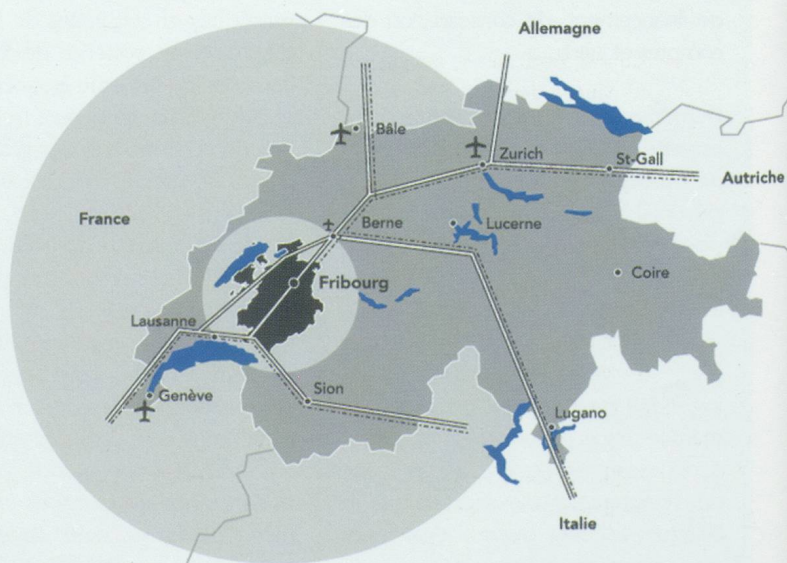 Allemagne
Bâle
Zurich
St-Gall
Autriche
France
Berne
Lucerne
Coire
Fribourg
Lausanne
Genève
Sion
Lugano
Italie